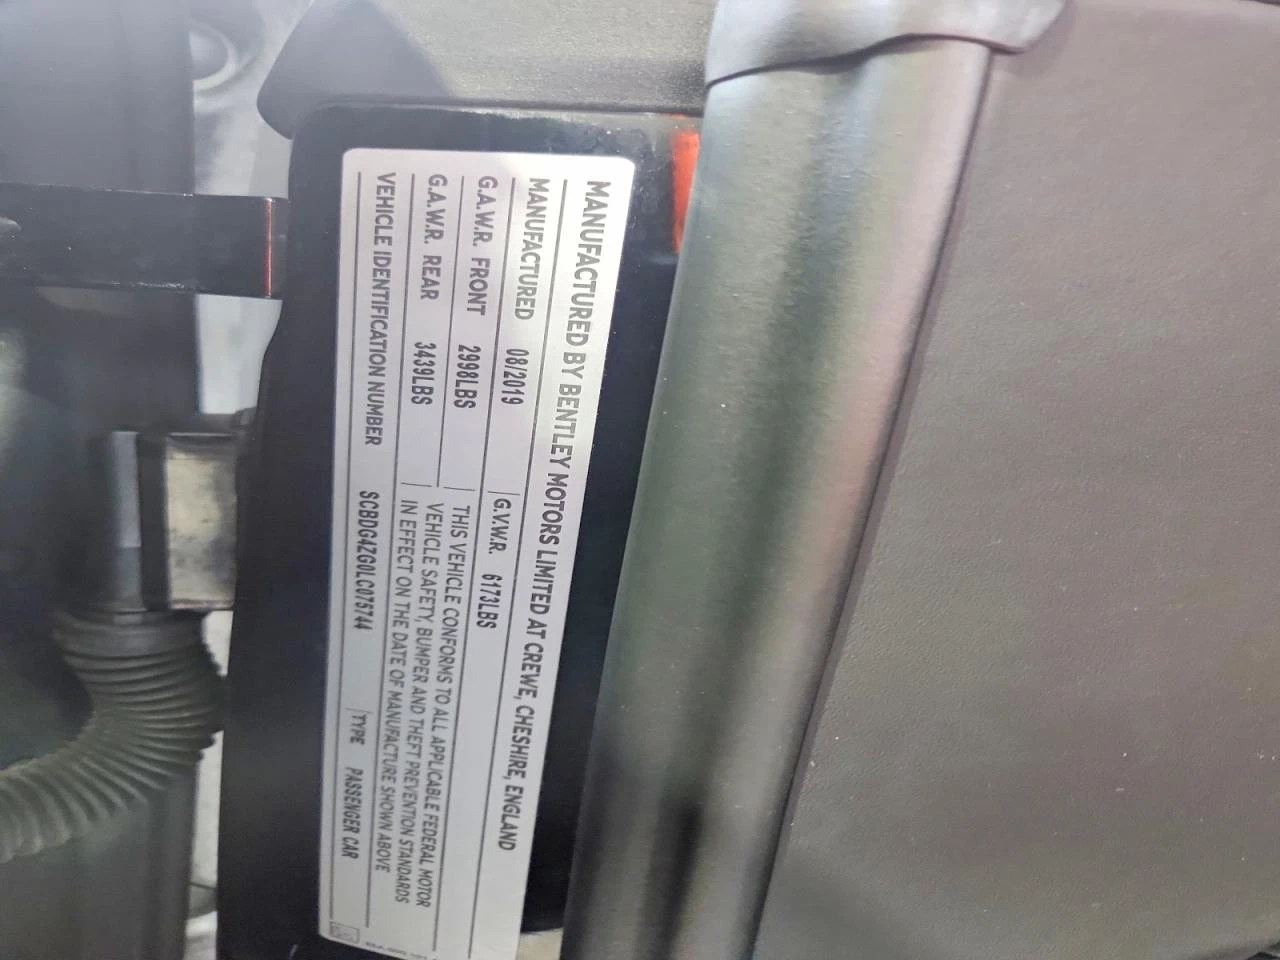 MANUFACTURED BY BENTLEY MOTORS LIMITED AT CREWE, CHESHIRE, ENGLAND
MANUFACTURED 08/2019 G.V.W.R. 6173LBS
G.A.W.R. FRONT 2998LBS
G.A.W.R. REAR 3439LBS
THIS VEHICLE CONFORMS TO ALL APPLICABLE FEDERAL MOTOR
VEHICLE SAFETY, BUMPER AND THEFT PREVENTION STANDARDS
IN EFFECT ON THE DATE OF MANUFACTURE SHOWN ABOVE
VEHICLE IDENTIFICATION NUMBER SCBDG4ZG0LC075744 TYPE PASSENGER CAR